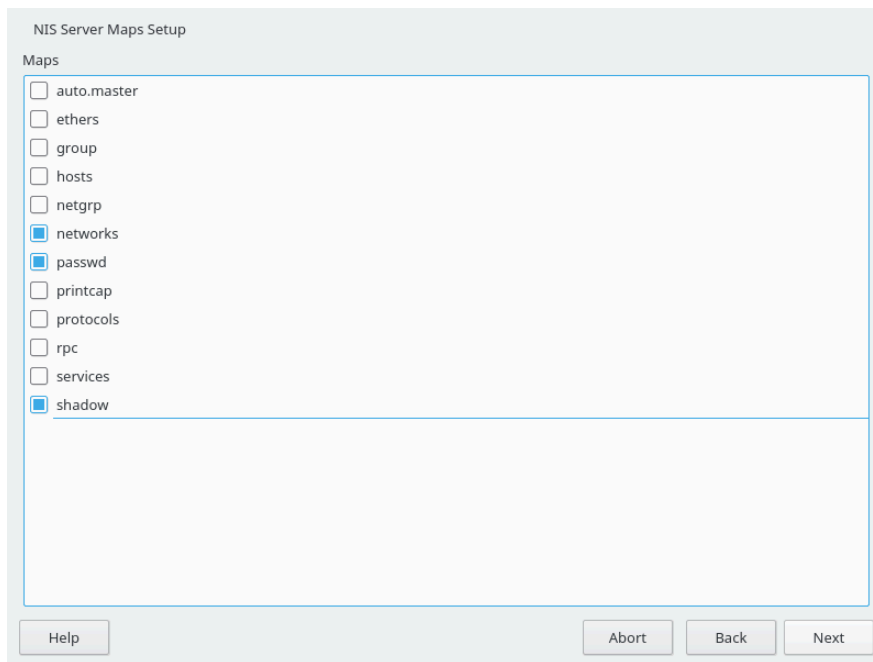 NIS Server Maps Setup
Maps
auto.master
ethers
group
hosts
netgrp
networks
passwd
printcap
protocols
rpc
services
shadow
Help Abort Back Next